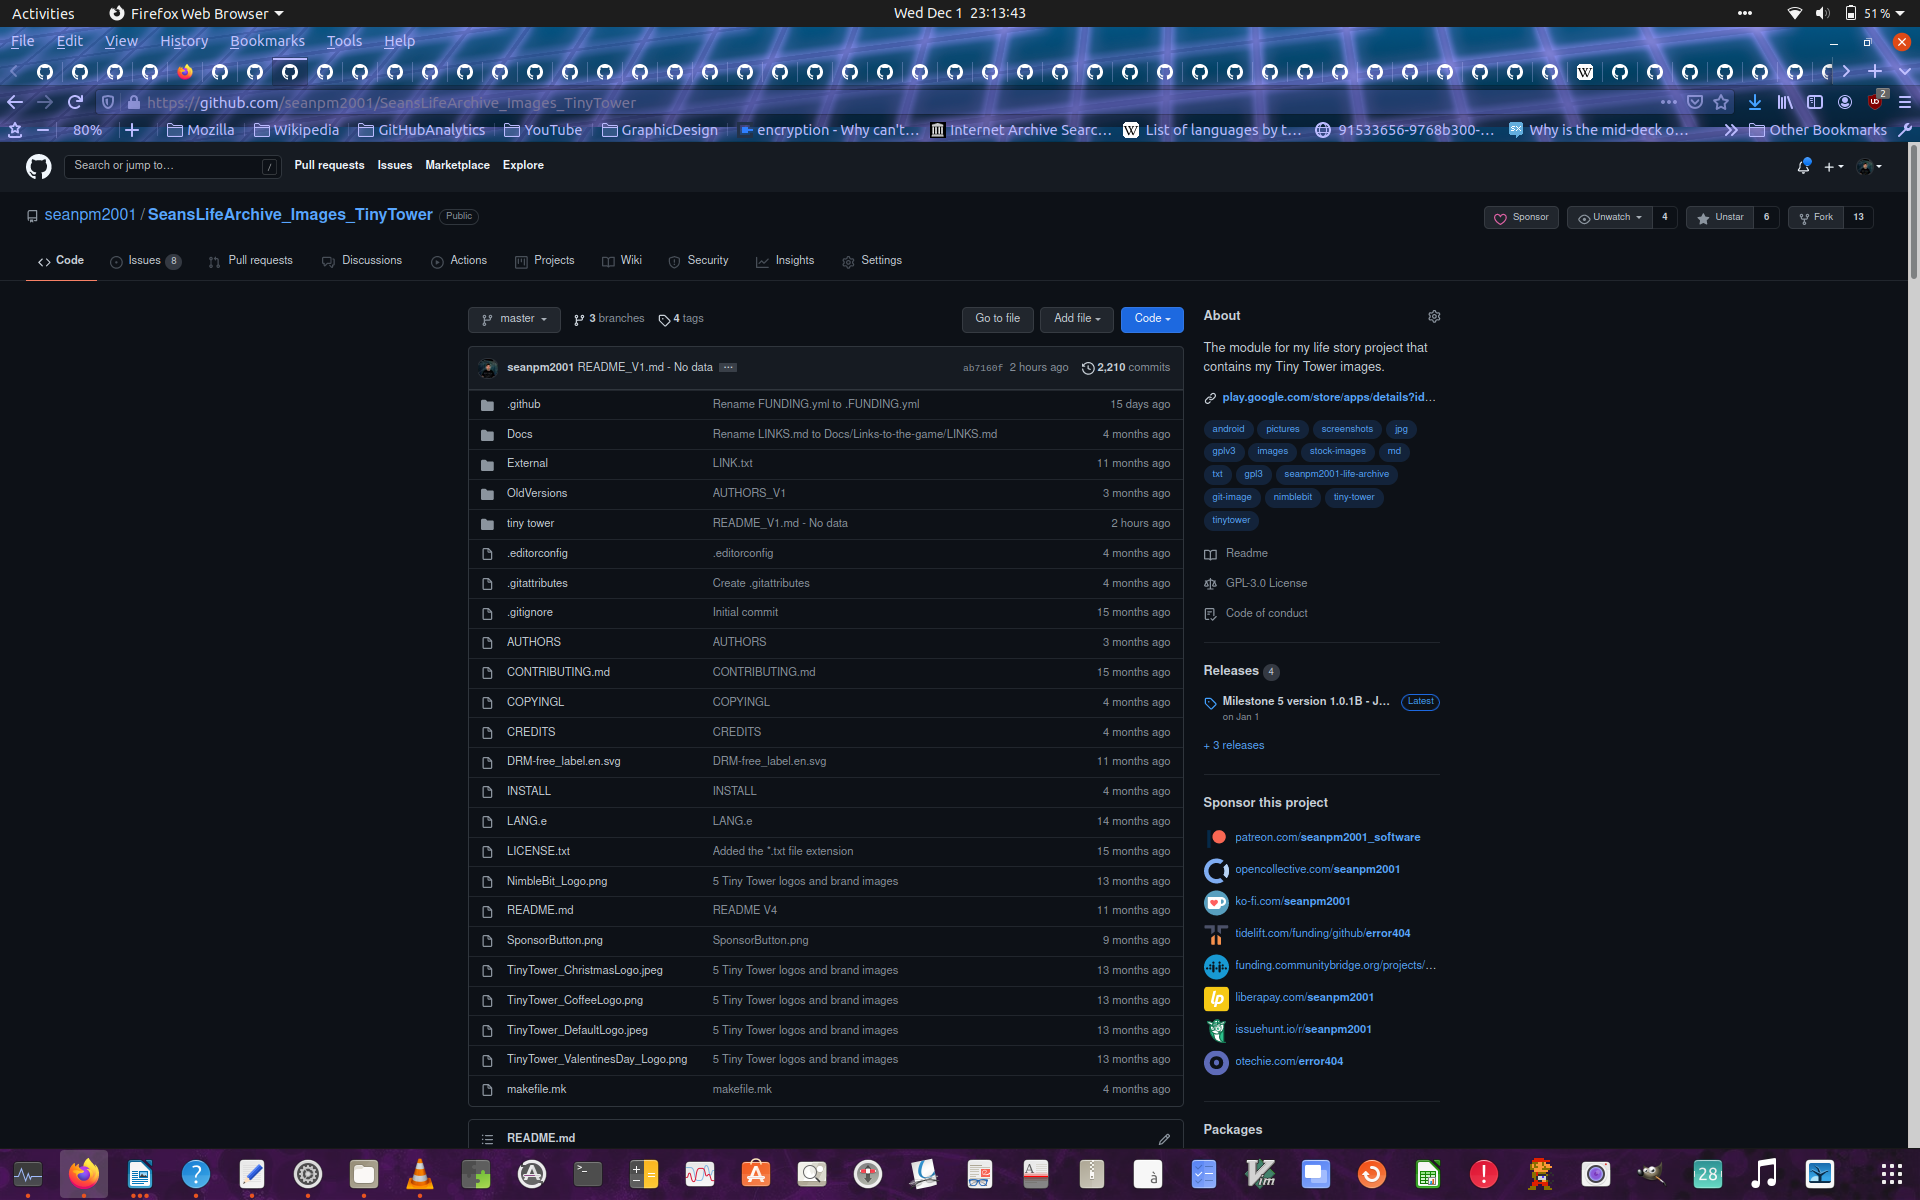 Activities Firefox Web Browser Wed Dec 1 23:13:43 51 %
File Edit View History Bookmarks Tools Help
https://github.com/seanpm2001/SeansLifeArchive_Images_TinyTower 2
80% Mozilla Wikipedia GitHubAnalytics YouTube GraphicDesign encryption - Why can't... Internet Archive Searc... List of languages by t... 91533656-9768b300-... Why is the mid-deck o... Other Bookmarks
Search or jump to... / Pull requests Issues Marketplace Explore
seanpm2001 / SeansLifeArchive_Images_TinyTower Public Sponsor Unwatch 4 Unstar 6 Fork 13
Code Issues 8 Pull requests Discussions Actions Projects Wiki Security Insights Settings
master 3 branches 4 tags Go to file Add file Code
seanpm2001 README_V1.md - No data ... ab7160f 2 hours ago 2,210 commits
.github Rename FUNDING.yml to .FUNDING.yml 15 days ago
Docs Rename LINKS.md to Docs/Links-to-the-game/LINKS.md 4 months ago
External LINK.txt 11 months ago
OldVersions AUTHORS_V1 3 months ago
tiny tower README_V1.md - No data 2 hours ago
.editorconfig .editorconfig 4 months ago
.gitattributes Create .gitattributes 4 months ago
.gitignore Initial commit 15 months ago
AUTHORS AUTHORS 3 months ago
CONTRIBUTING.md CONTRIBUTING.md 15 months ago
COPYINGL COPYINGL 4 months ago
CREDITS CREDITS 4 months ago
DRM-free_label.en.svg DRM-free_label.en.svg 11 months ago
INSTALL INSTALL 4 months ago
LANG.e LANG.e 14 months ago
LICENSE.txt Added the *.txt file extension 15 months ago
NimbleBit_Logo.png 5 Tiny Tower logos and brand images 13 months ago
README.md README V4 11 months ago
SponsorButton.png SponsorButton.png 9 months ago
TinyTower_ChristmasLogo.jpeg 5 Tiny Tower logos and brand images 13 months ago
TinyTower_CoffeeLogo.png 5 Tiny Tower logos and brand images 13 months ago
TinyTower_DefaultLogo.jpeg 5 Tiny Tower logos and brand images 13 months ago
TinyTower_ValentinesDay_Logo.png 5 Tiny Tower logos and brand images 13 months ago
makefile.mk makefile.mk 4 months ago
README.md
About
The module for my life story project that
contains my Tiny Tower images.
play.google.com/store/apps/details?id...
android pictures screenshots jpg
gplv3 images stock-images md
txt gpl3 seanpm2001-life-archive
git-image nimblebit tiny-tower
tinytower
Readme
GPL-3.0 License
Code of conduct
Releases 4
Milestone 5 version 1.0.1B - J... Latest
on Jan 1
+ 3 releases
Sponsor this project
patreon.com/seanpm2001_software
opencollective.com/seanpm2001
ko-fi.com/seanpm2001
tidelift.com/funding/github/error404
funding.communitybridge.org/projects/...
liberapay.com/seanpm2001
issuehunt.io/r/seanpm2001
otechie.com/error404
Packages
28